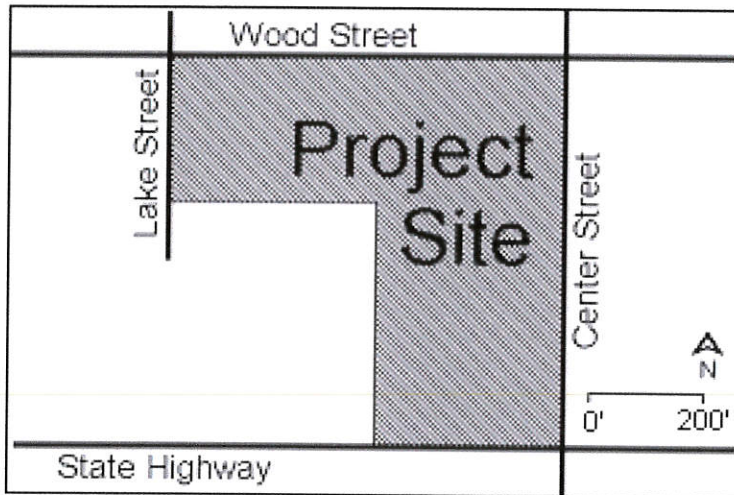 Wood Street
Lake Street
Project
Site
Center Street
N
0' 200'
State Highway